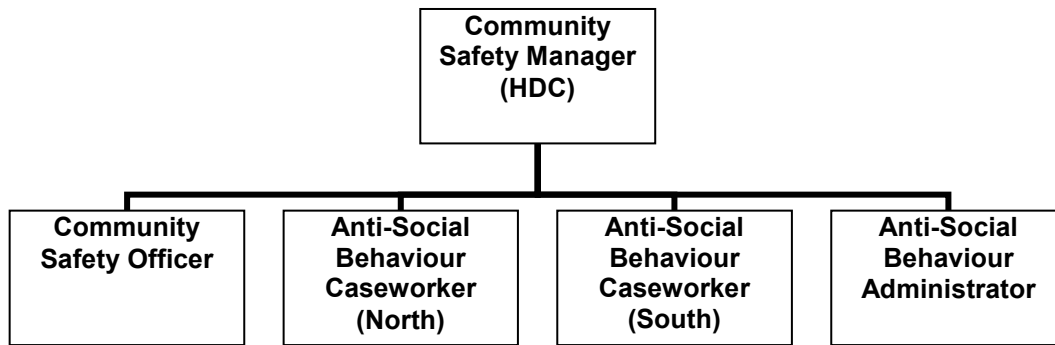 Community
Safety Manager
(HDC)
Community
Safety Officer
Anti-Social
Behaviour
Caseworker
(North)
Anti-Social
Behaviour
Caseworker
(South)
Anti-Social
Behaviour
Administrator